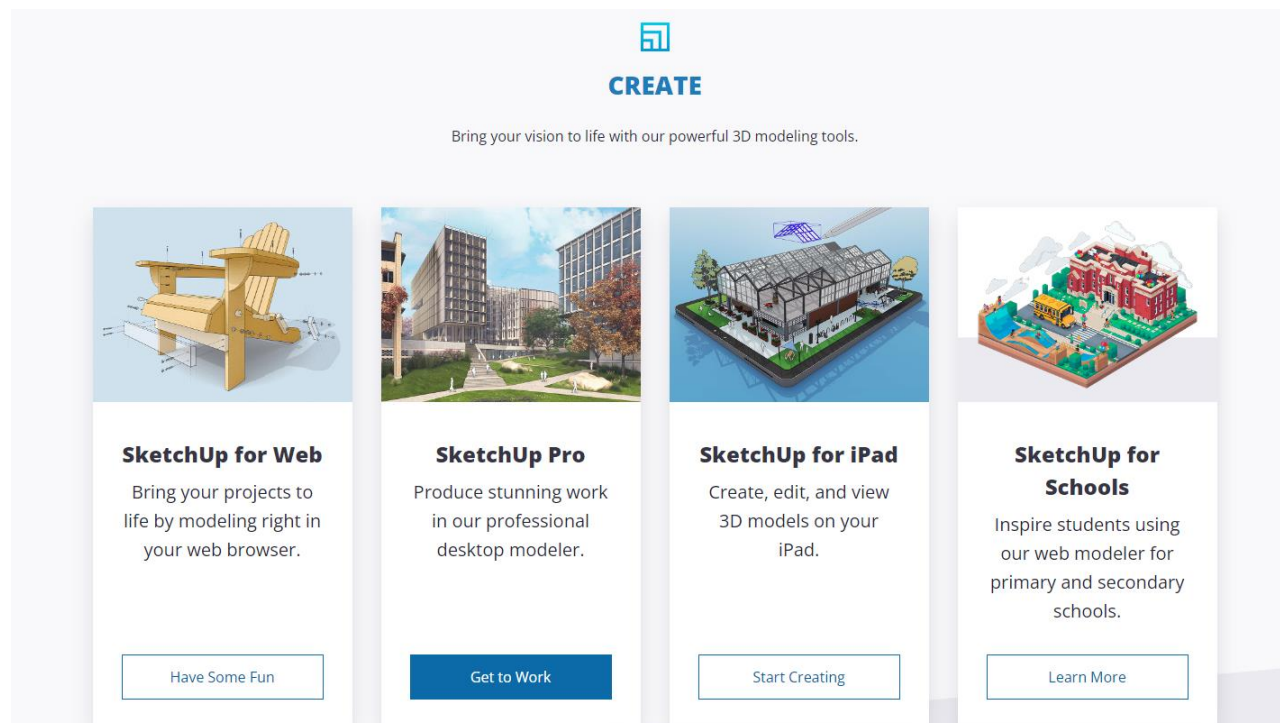 CREATE
Bring your vision to life with our powerful 3D modeling tools.
SketchUp for Web
Bring your projects to
life by modeling right in
your web browser.
Have Some Fun
SketchUp Pro
Produce stunning work
in our professional
desktop modeler.
Get to Work
SketchUp for iPad
Create, edit, and view
3D models on your
iPad.
Start Creating
SketchUp for
Schools
Inspire students using
our web modeler for
primary and secondary
schools.
Learn More